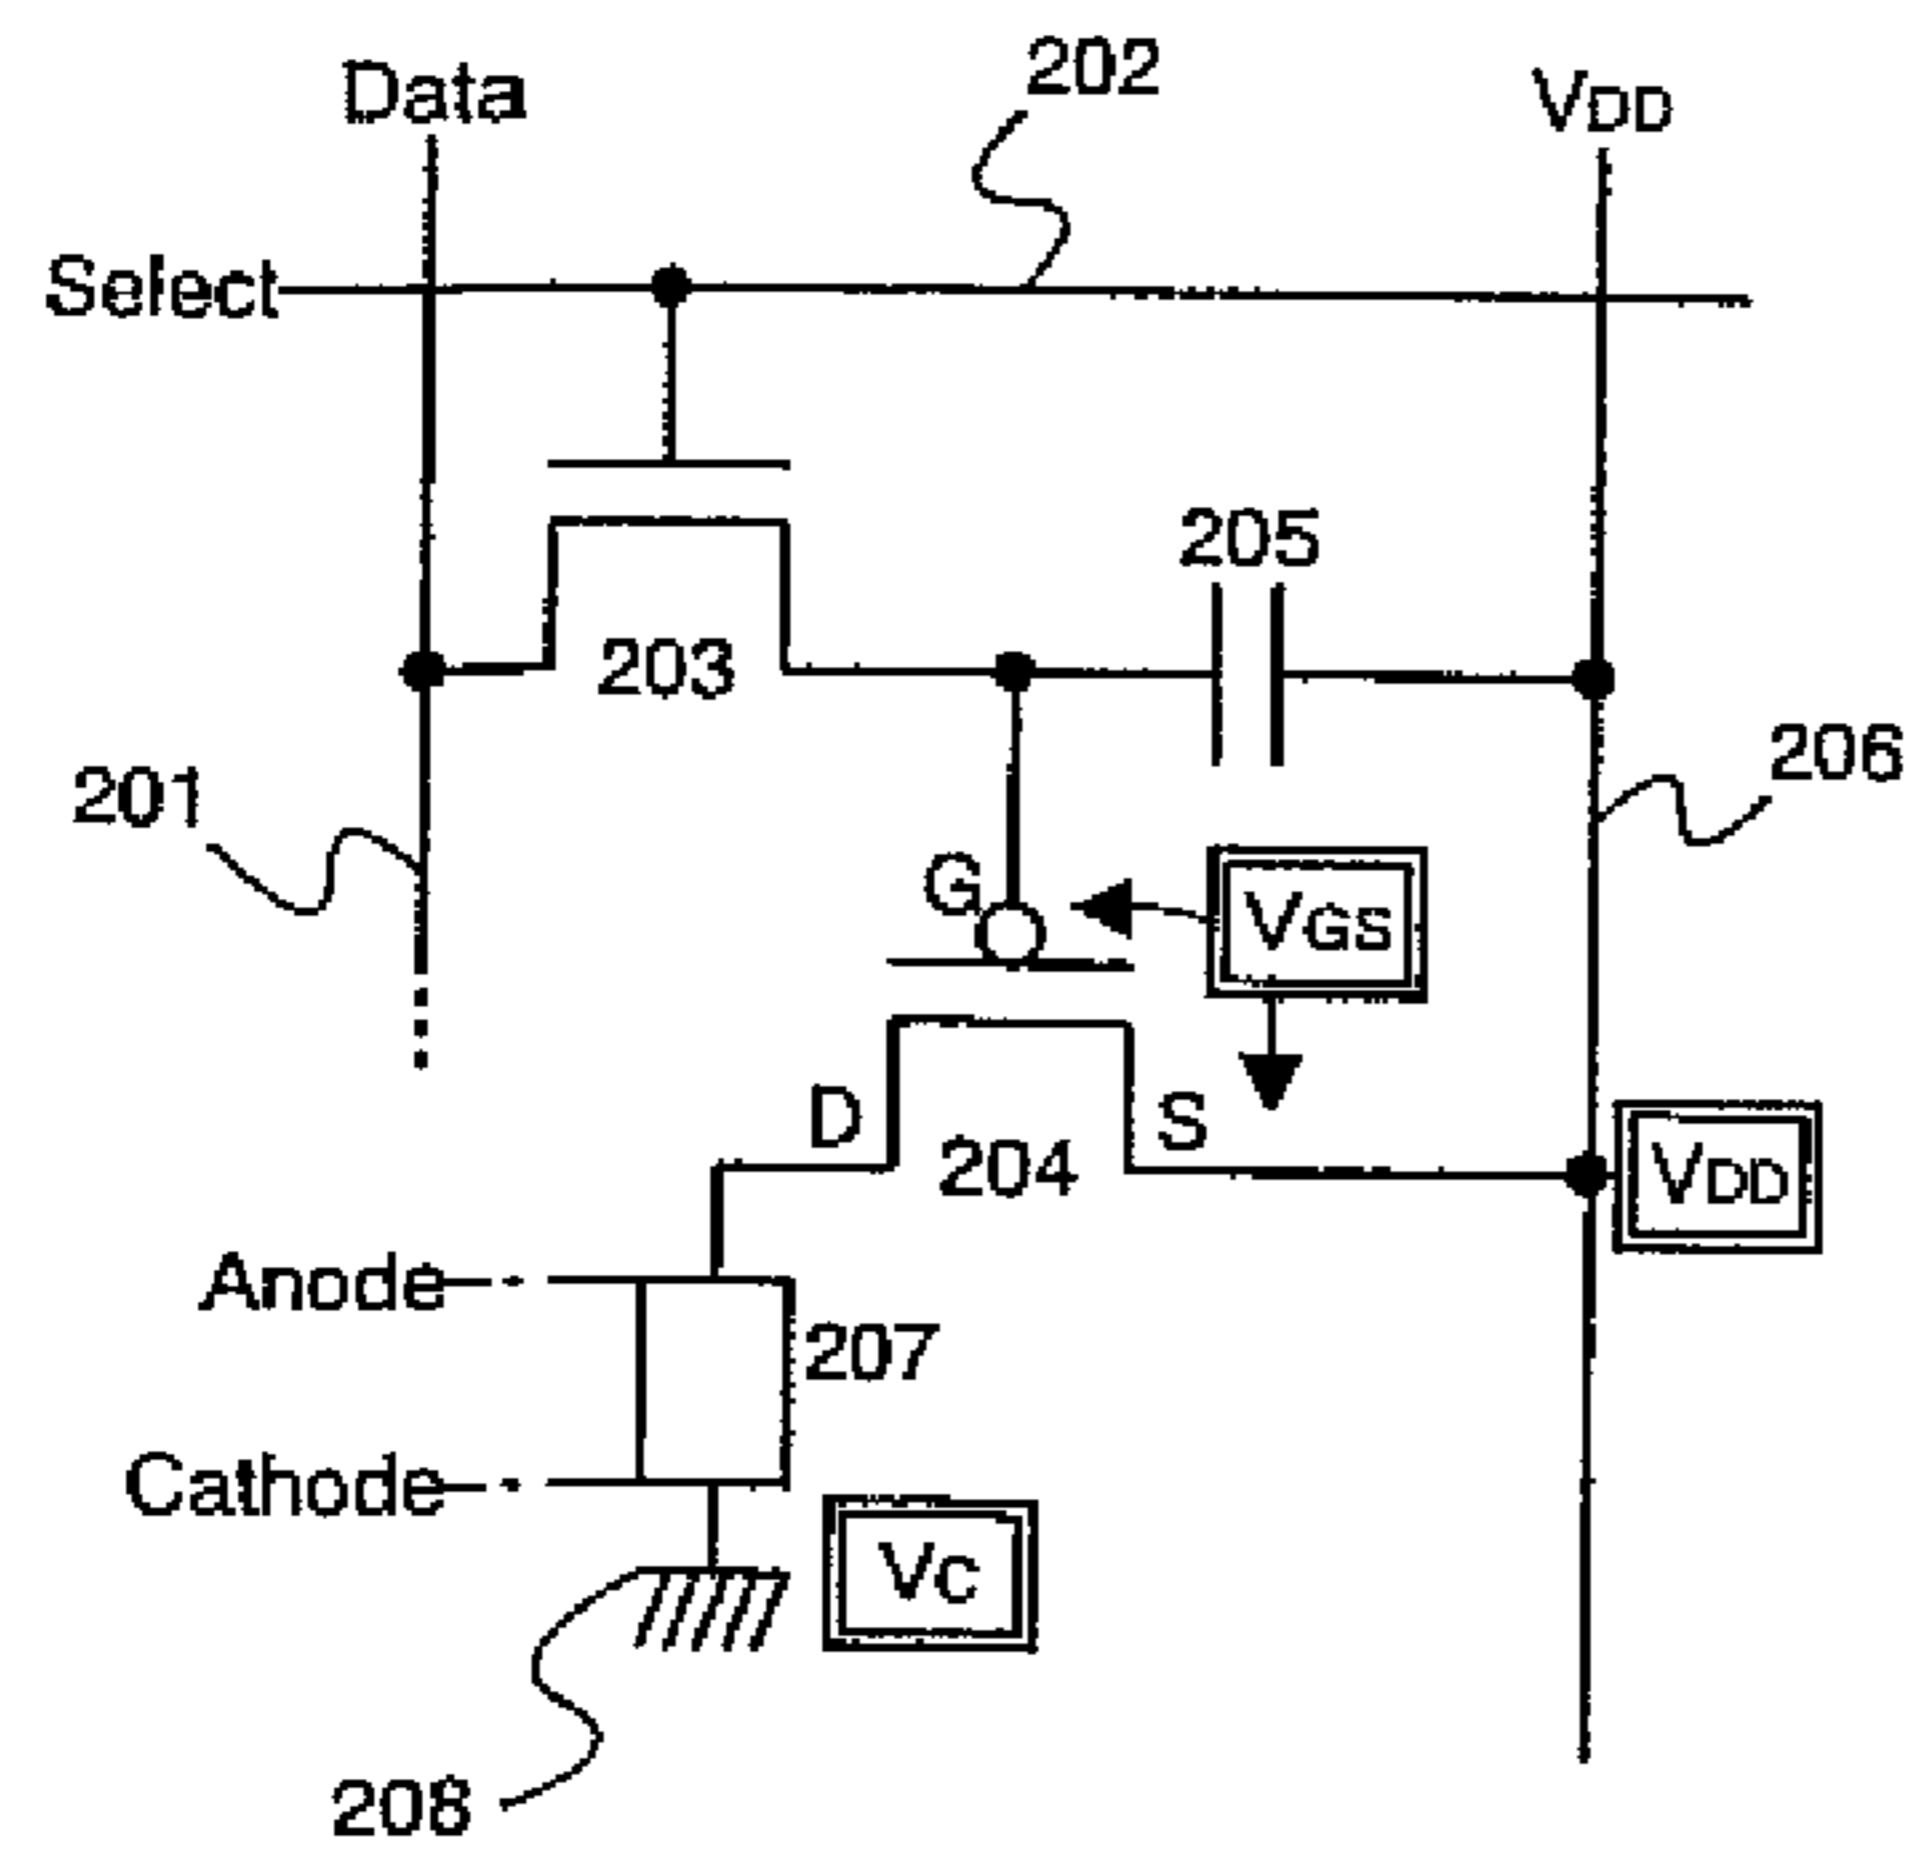 202
Data
VDD
Select
205
203
206
201
G
VGS
D
S
204
VDD
Anode
207
Cathode
VC
208